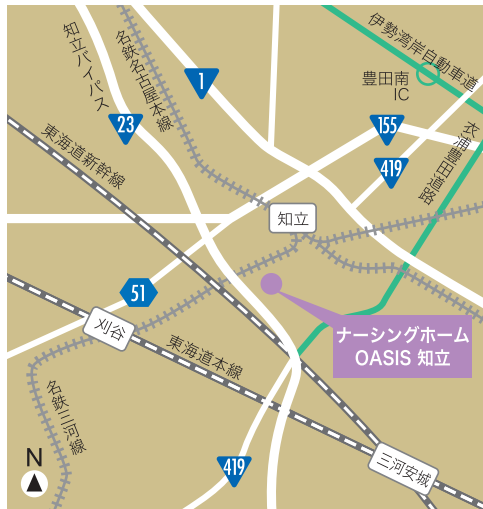 伊勢湾岸自動車道
知立バイパス
名鉄名古屋本線
1
豊田南
IC
23
155
衣浦豊田道路
東海道新幹線
419
知立
51
刈谷
ナーシングホーム
OASIS 知立
東海道本線
名鉄三河線
N
419
三河安城